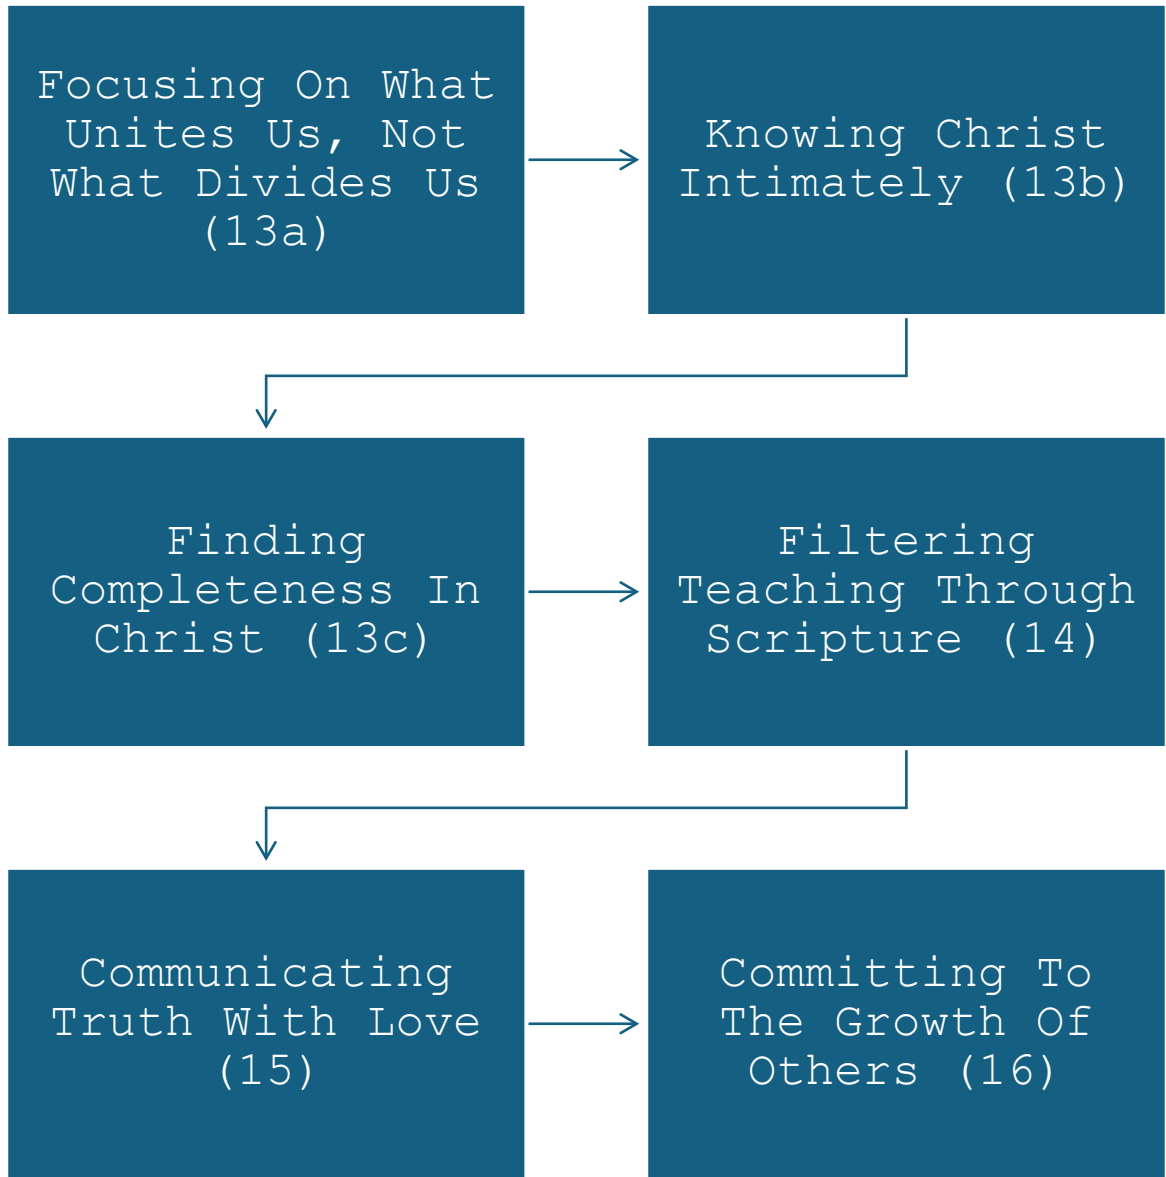 Focusing On What
Unites Us, Not
What Divides Us
(13a)
Knowing Christ
Intimately (13b)
Finding
Completeness In
Christ (13c)
Filtering
Teaching Through
Scripture (14)
Communicating
Truth With Love
(15)
Committing To
The Growth Of
Others (16)